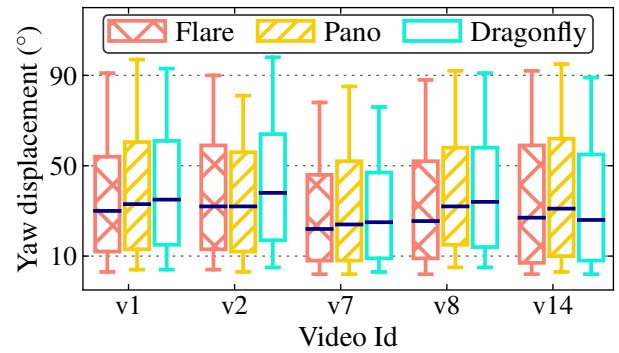 Flare Pano Dragonfly
Yaw displacement (°)
90
50
10
v1 v2 v7 v8 v14
Video Id